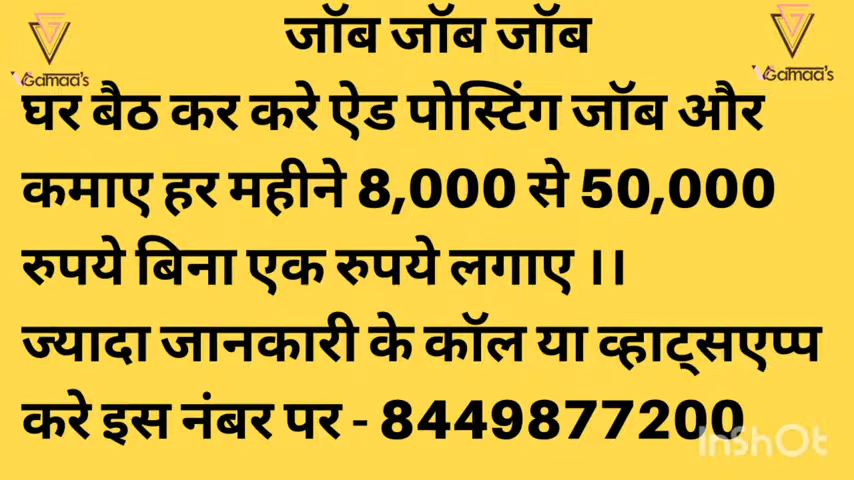 जॉब जॉब जॉब
Gamaa's
Gamaa's
घर बैठ कर करे ऐड पोस्टिंग जॉब और
कमाए हर महीने 8,000 से 50,000
रुपये बिना एक रुपये लगाए ।।
ज्यादा जानकारी के कॉल या व्हाट्सएप्प
करे इस नंबर पर - 8449877200
InShOt